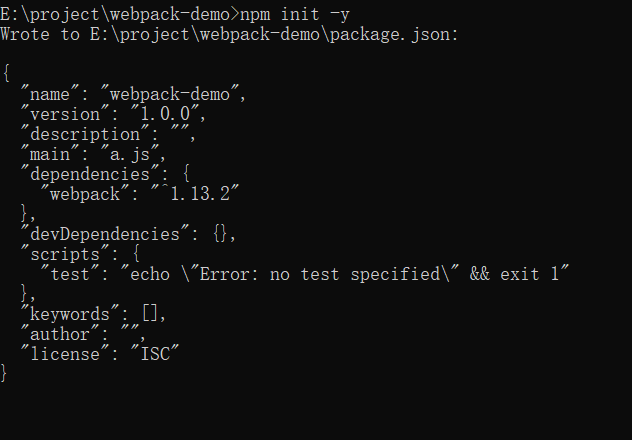 E:\project\webpack-demo>npm init -y
Wrote to E:\project\webpack-demo\package.json:
{
"name": "webpack-demo",
"version": "1.0.0",
"description": "",
"main": "a.js",
"dependencies": {
"webpack": "^1.13.2"
},
"devDependencies": {},
"scripts": {
"test": "echo \"Error: no test specified\" && exit 1"
},
"keywords": [],
"author": "",
"license": "ISC"
}